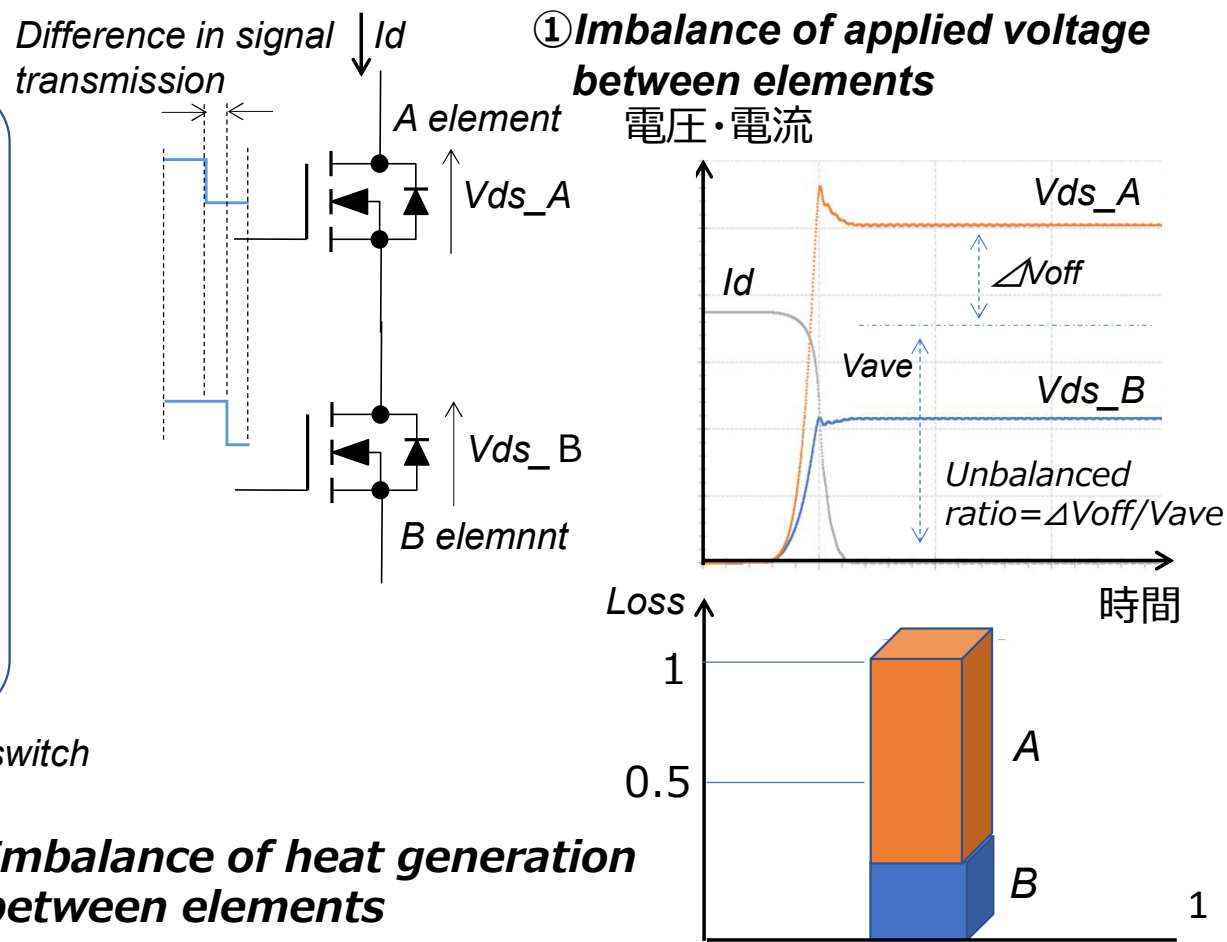 Difference in signal
transmission
Id
①Imbalance of applied voltage
between elements
電圧・電流
A element
Vds_A
Vds_B
B elemnnt
Vds_A
⊿Voff
Id
Vave
Vds_B
Unbalanced
ratio=⊿Voff/Vave
時間
Loss
1
0.5
A
B
switch
Imbalance of heat generation
between elements
1